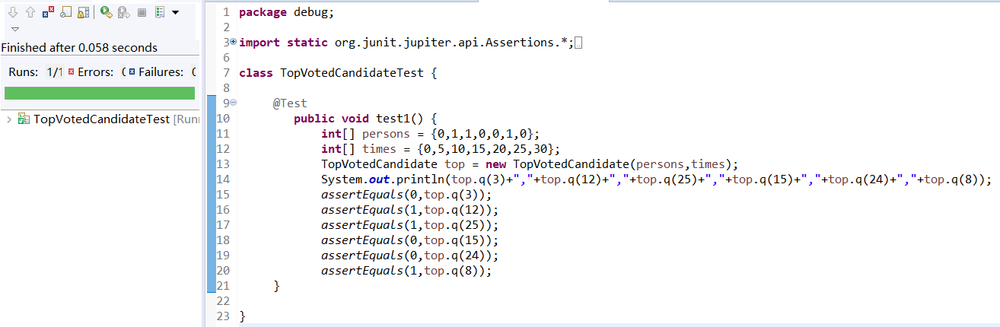 Finished after 0.058 seconds
Runs: 1/1 Errors: Failures:
TopVotedCandidateTest
1 package debug;
2
3 import static org.junit.jupiter.api.Assertions.*;
6
7 class TopVotedCandidateTest {
8
9 @Test
10 public void test1() {
11 int[] persons = {0,1,1,0,0,1,0};
12 int[] times = {0,5,10,15,20,25,30};
13 TopVotedCandidate top = new TopVotedCandidate(persons,times);
14 System.out.println(top.q(3)+","+top.q(12)+","+top.q(25)+","+top.q(15)+","+top.q(24)+","+top.q(8));
15 assertEquals(0,top.q(3));
16 assertEquals(1,top.q(12));
17 assertEquals(1,top.q(25));
18 assertEquals(0,top.q(15));
19 assertEquals(0,top.q(24));
20 assertEquals(1,top.q(8));
21 }
22
23 }